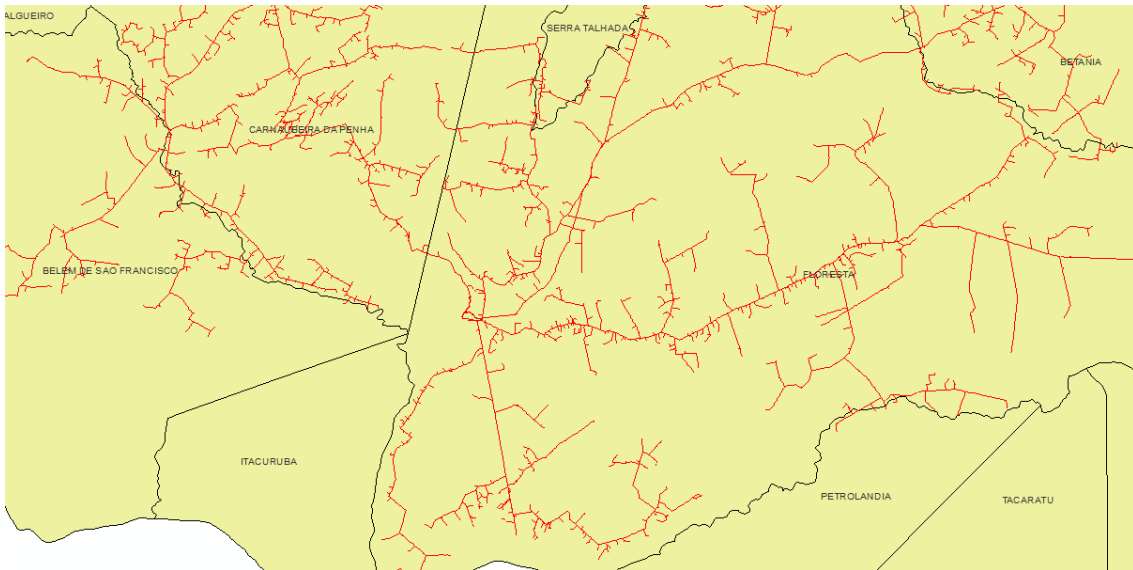 ALGUEIRO
SERRA TALHADA
BETANIA
CARNAUBEIRA DA PENHA
BELEM DE SAO FRANCISCO
FLORESTA
ITACURUBA
PETROLANDIA
TACARATU